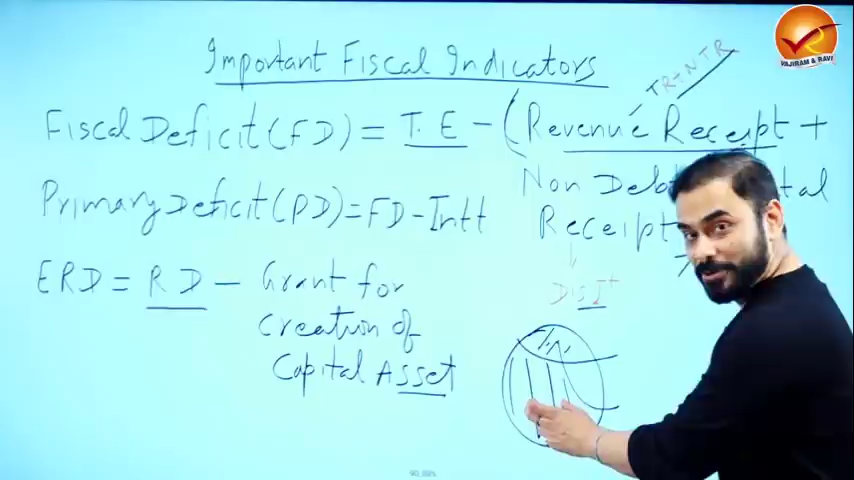 Important Fiscal Indicators
TR+NTR
VAJIRAM & RAVI
Fiscal Deficit (FD) = T.E - (Revenue Receipt +
Non Debt
Receipt
Primary Deficit (PD) = FD - Intt
ERD = RD - Grant for
Creation of
Capital Asset